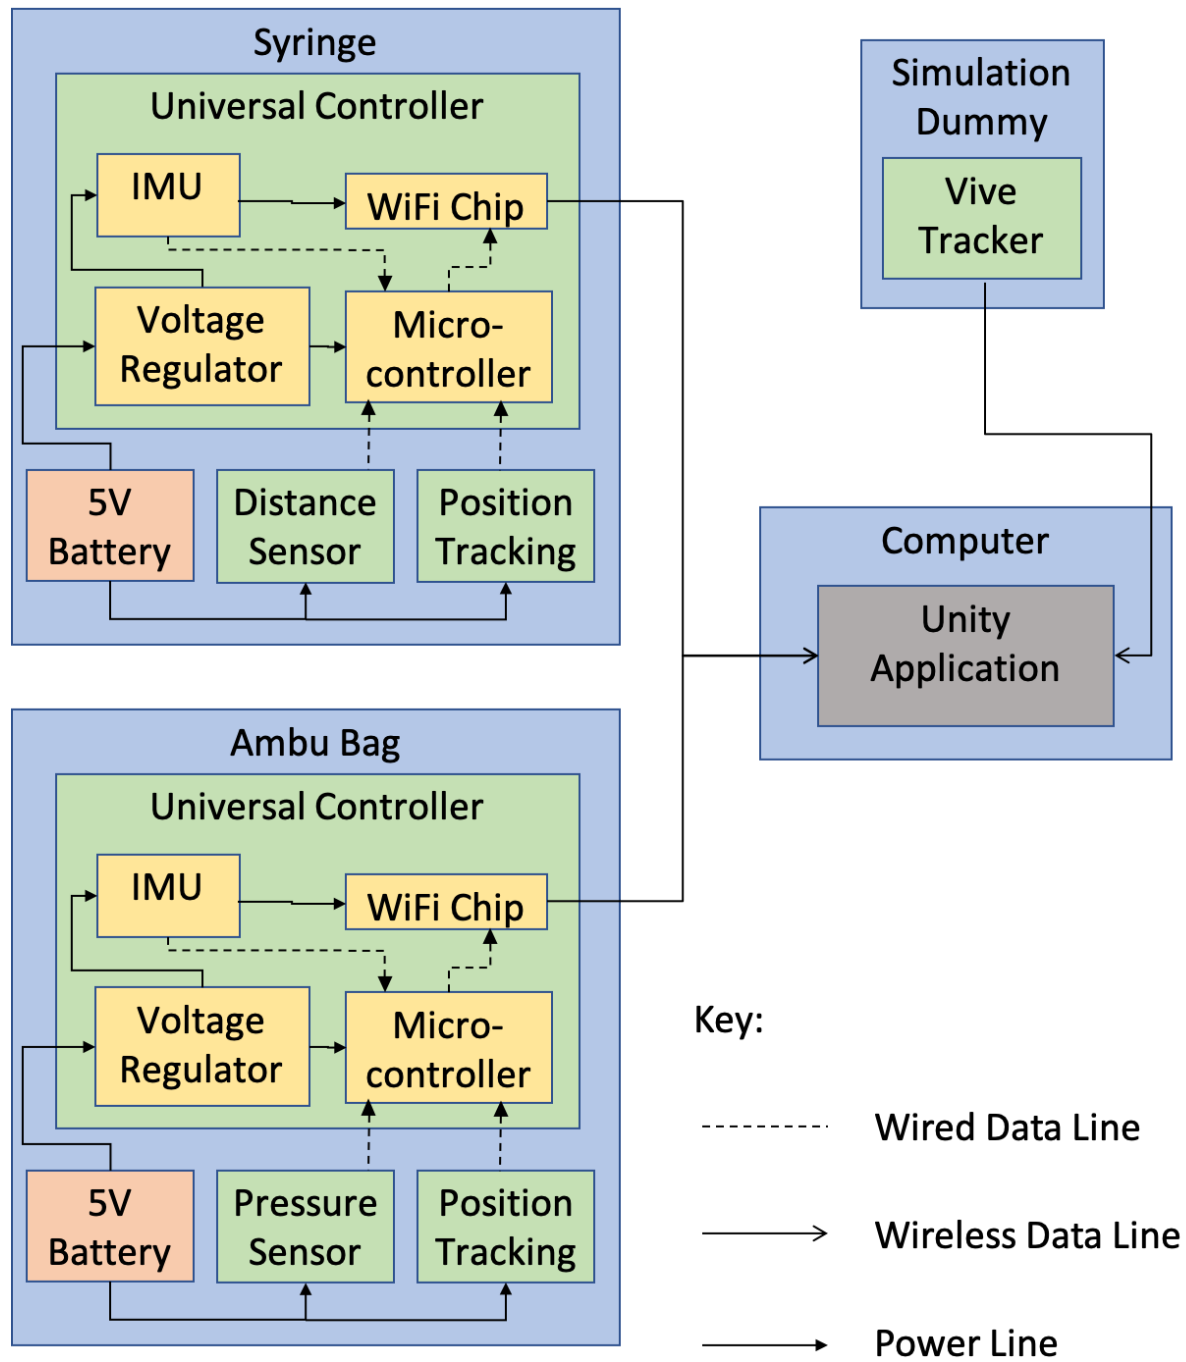 Syringe
Universal Controller
IMU
WiFi Chip
Voltage
Regulator
Micro-
controller
5V
Battery
Distance
Sensor
Position
Tracking
Simulation
Dummy
Vive
Tracker
Computer
Unity
Application
Ambu Bag
Universal Controller
IMU
WiFi Chip
Voltage
Regulator
Micro-
controller
5V
Battery
Pressure
Sensor
Position
Tracking
Key:
Wired Data Line
Wireless Data Line
Power Line